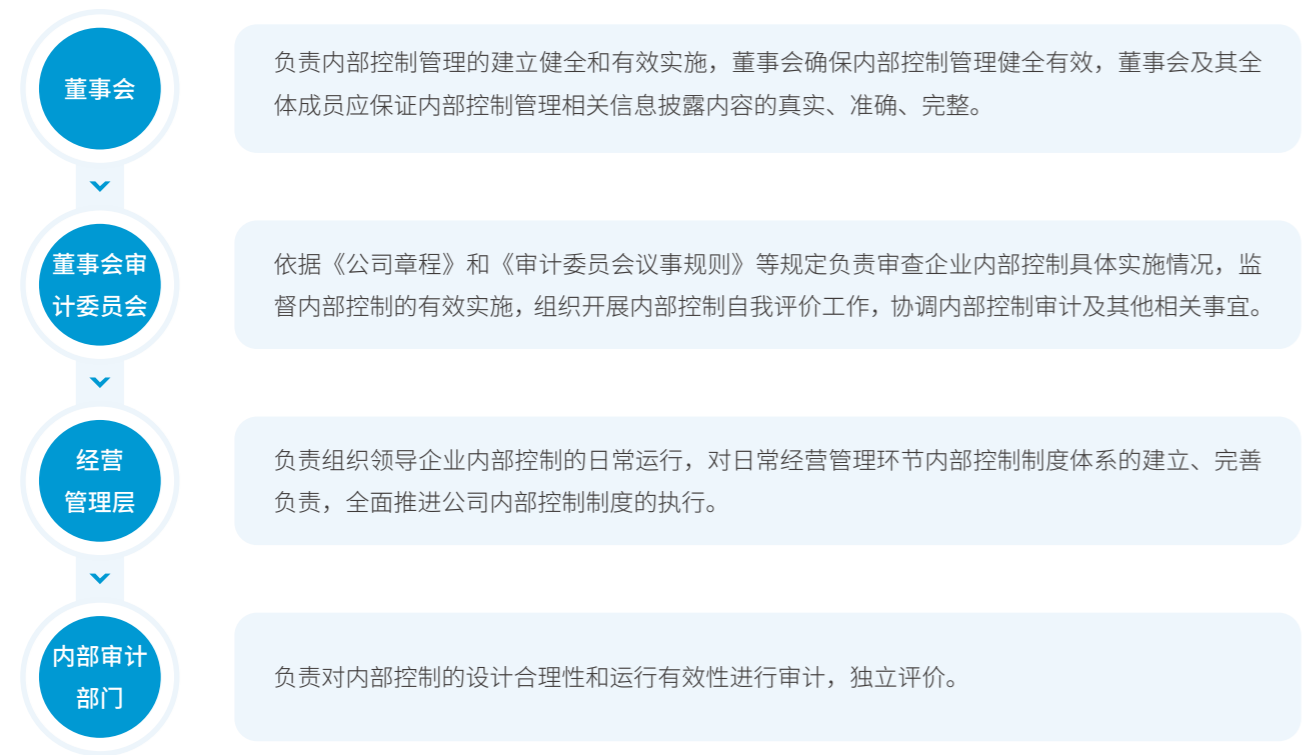 董事会
负责内部控制管理的建立健全和有效实施，董事会确保内部控制管理健全有效，董事会及其全
体成员应保证内部控制管理相关信息披露内容的真实、准确、完整。
董事会审
计委员会
依据《公司章程》和《审计委员会议事规则》等规定负责审查企业内部控制具体实施情况，监
督内部控制的有效实施，组织开展内部控制自我评价工作，协调内部控制审计及其他相关事宜。
经营
管理层
负责组织领导企业内部控制的日常运行，对日常经营管理环节内部控制制度体系的建立、完善
负责，全面推进公司内部控制制度的执行。
内部审计
部门
负责对内部控制的设计合理性和运行有效性进行审计，独立评价。